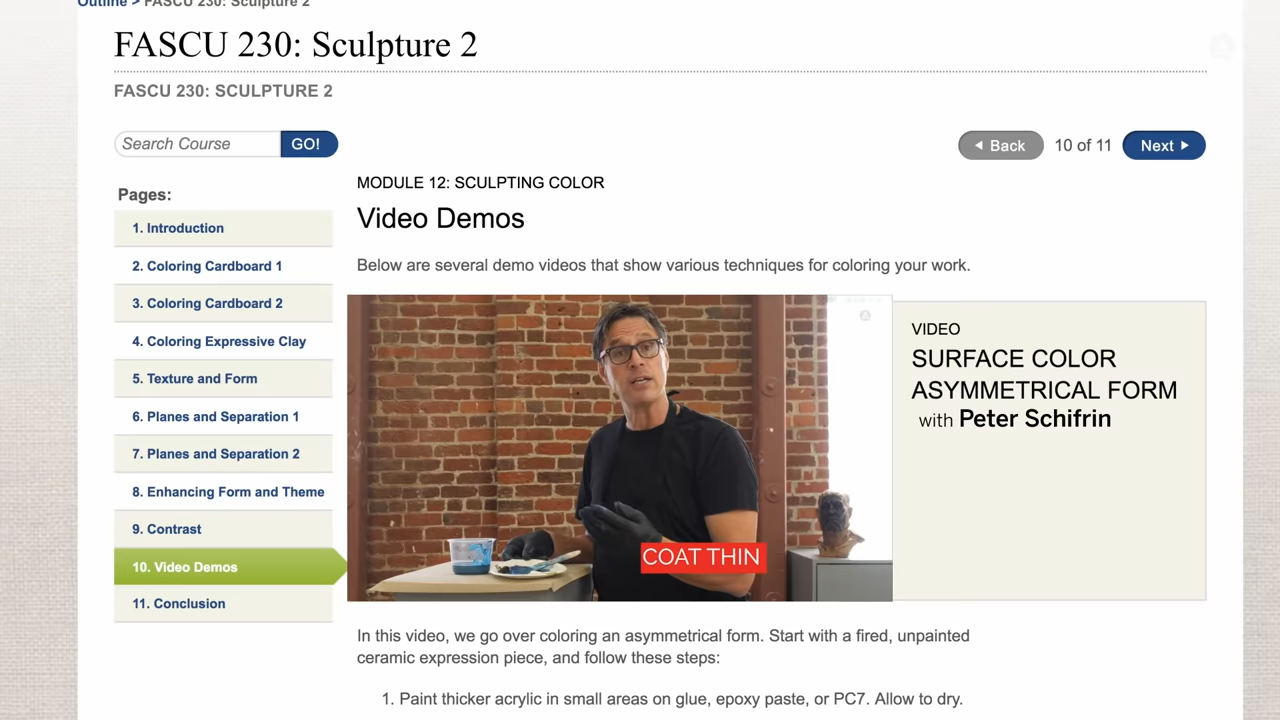 Outline > FASCU 230: Sculpture 2
FASCU 230: Sculpture 2
FASCU 230: SCULPTURE 2
Search Course
GO!
Back
10 of 11
Next
Pages:
1. Introduction
2. Coloring Cardboard 1
3. Coloring Cardboard 2
4. Coloring Expressive Clay
5. Texture and Form
6. Planes and Separation 1
7. Planes and Separation 2
8. Enhancing Form and Theme
9. Contrast
10. Video Demos
11. Conclusion
MODULE 12: SCULPTING COLOR
Video Demos
Below are several demo videos that show various techniques for coloring your work.
COAT THIN
VIDEO
SURFACE COLOR
ASYMMETRICAL FORM
with Peter Schifrin
In this video, we go over coloring an asymmetrical form. Start with a fired, unpainted
ceramic expression piece, and follow these steps:
1. Paint thicker acrylic in small areas on glue, epoxy paste, or PC7. Allow to dry.